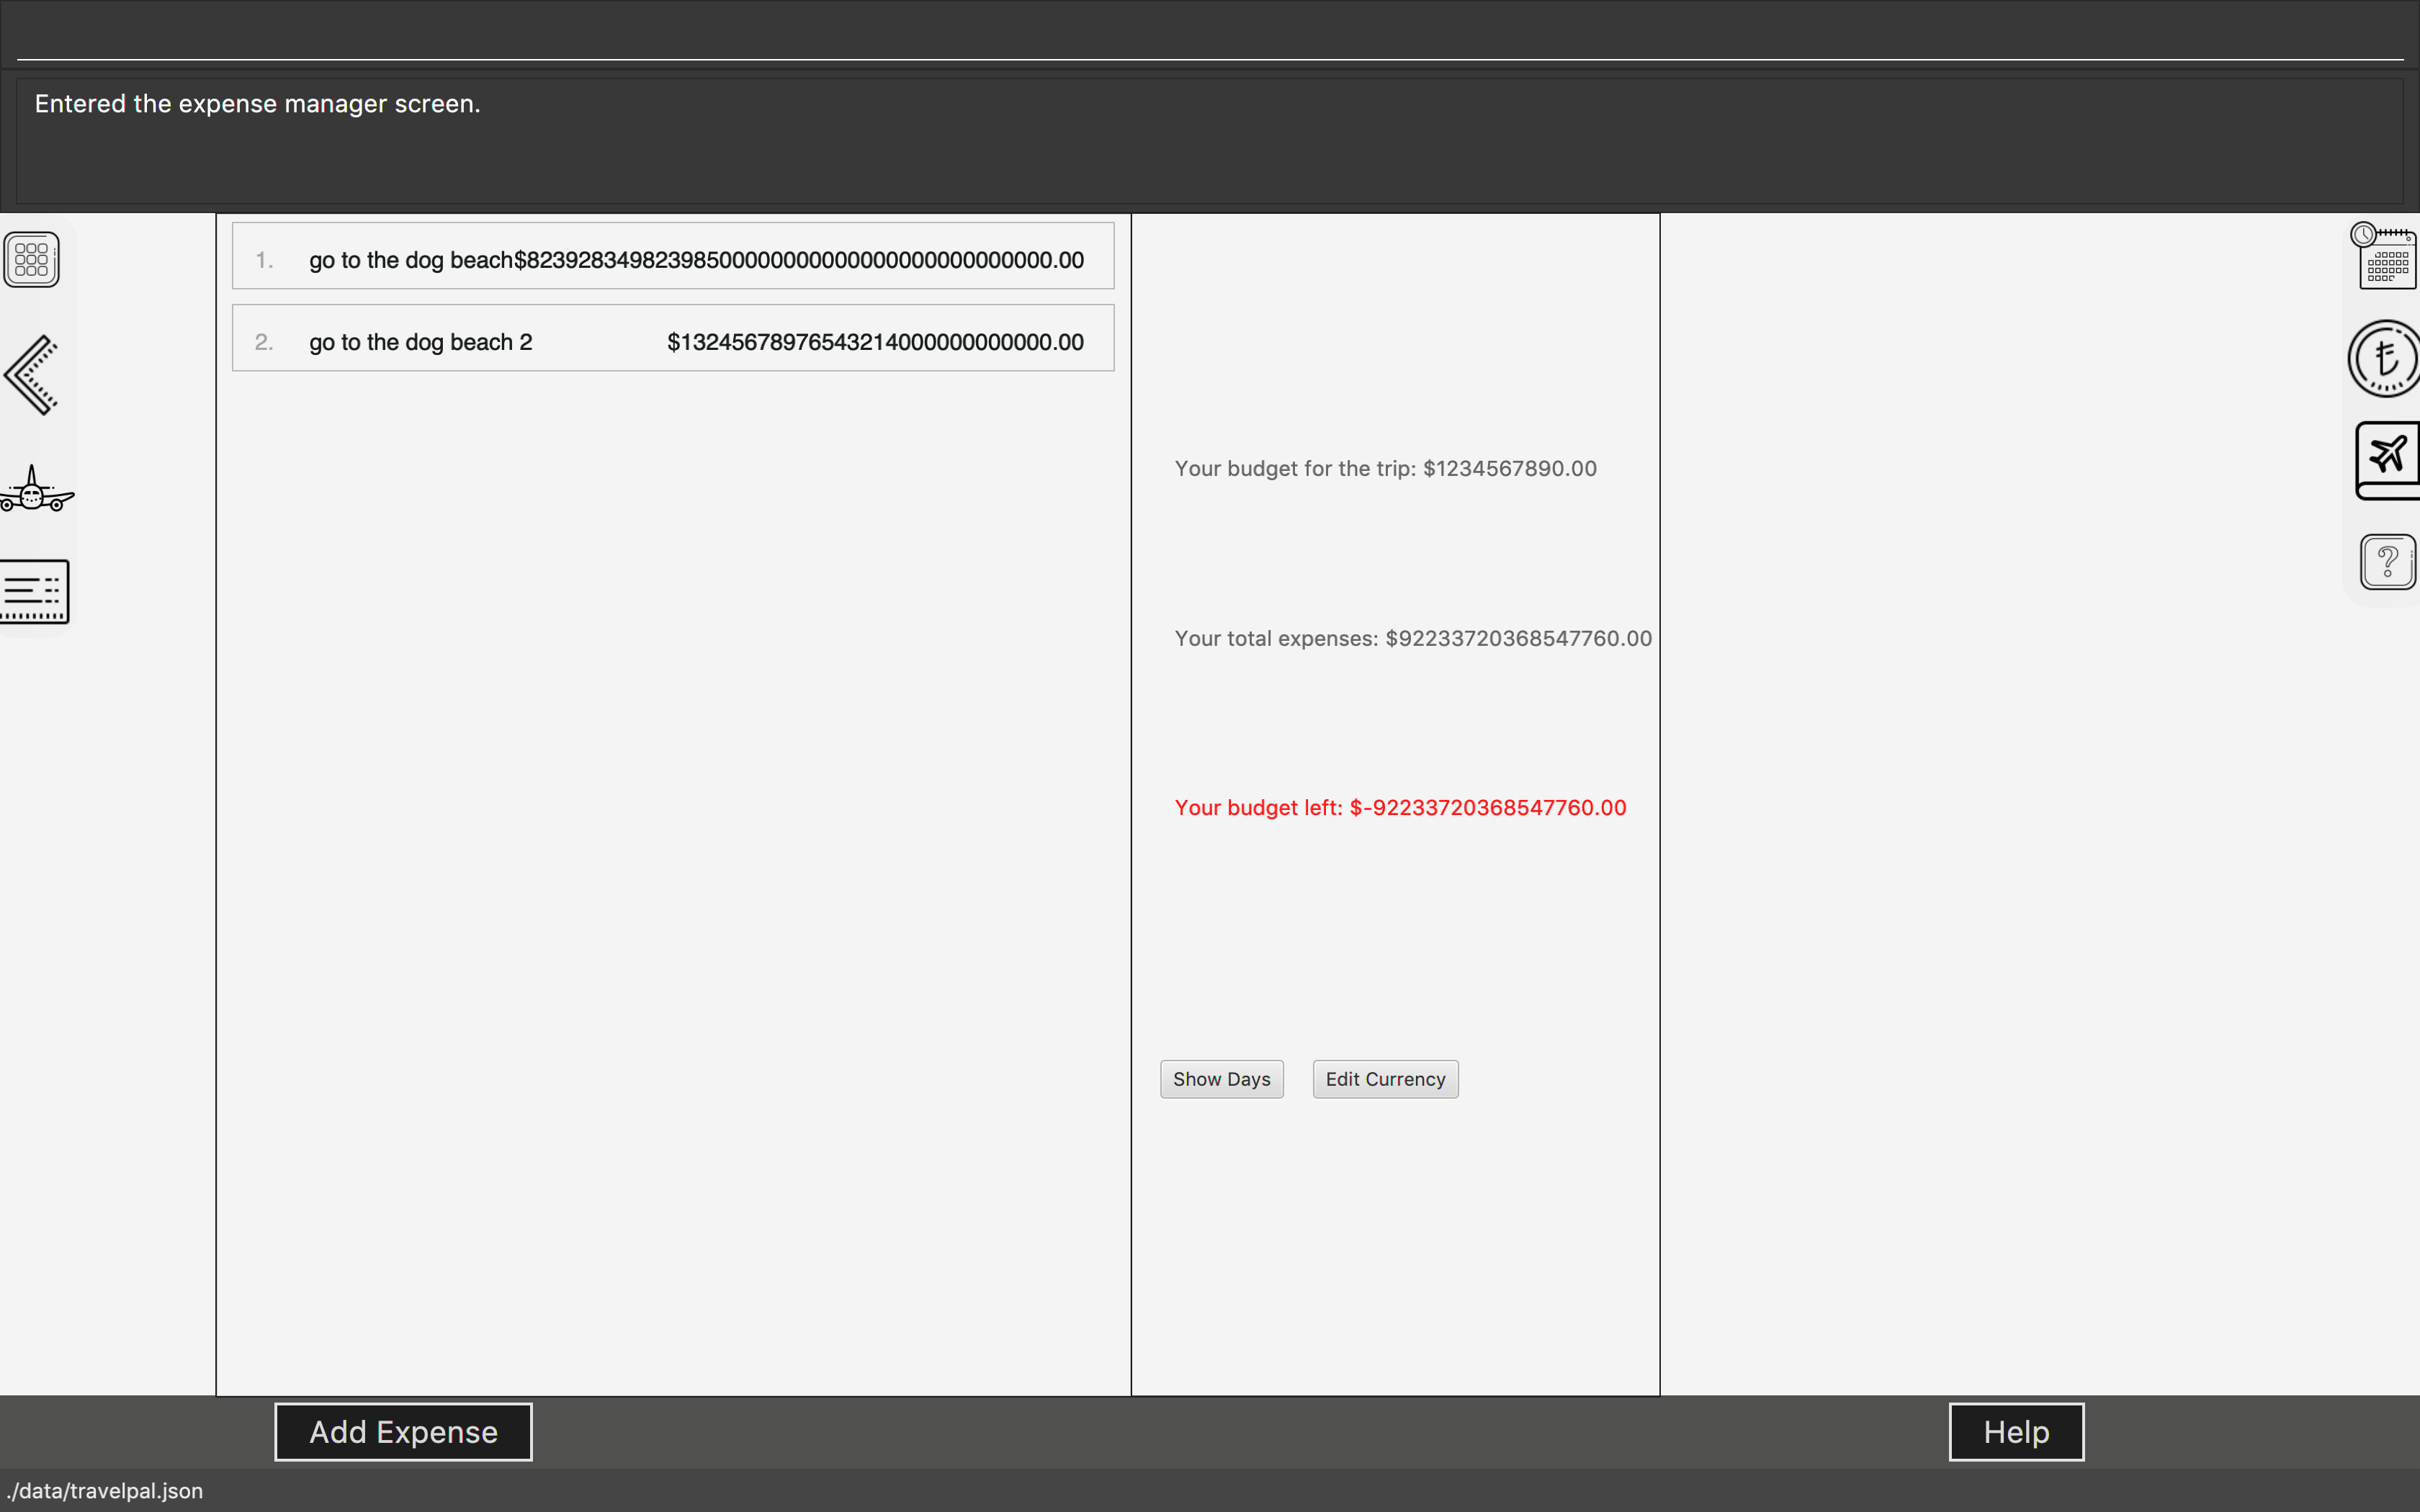 Entered the expense manager screen.
1. go to the dog beach$82392834982398500000000000000000000000000.00
2. go to the dog beach 2 $13245678976543214000000000000.00
Your budget for the trip: $1234567890.00
Your total expenses: $92233720368547760.00
Your budget left: $-92233720368547760.00
Show Days Edit Currency
Add Expense Help
./data/travelpal.json